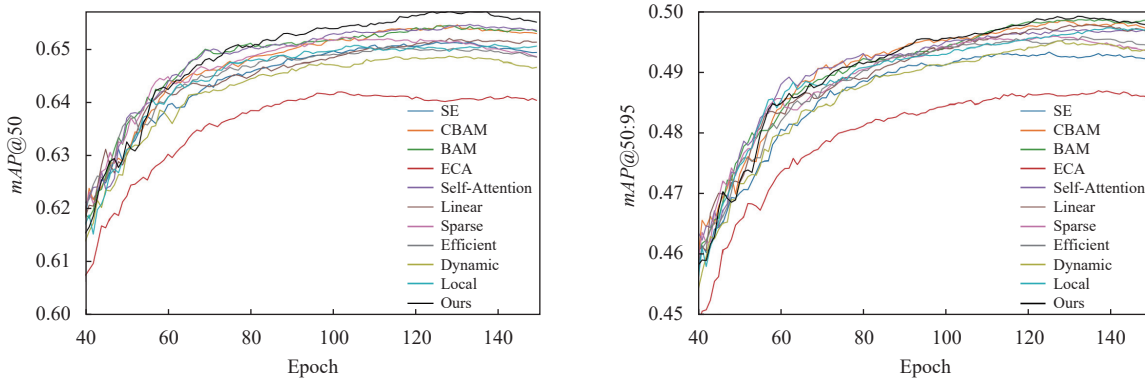 mAP@50
0.65
0.64
0.63
0.62
0.61
0.60
40
60
80
100
120
140
Epoch
SE
CBAM
BAM
ECA
Self-Attention
Linear
Sparse
Efficient
Dynamic
Local
Ours
mAP@50:95
0.50
0.49
0.48
0.47
0.46
0.45
40
60
80
100
120
140
Epoch
SE
CBAM
BAM
ECA
Self-Attention
Linear
Sparse
Efficient
Dynamic
Local
Ours